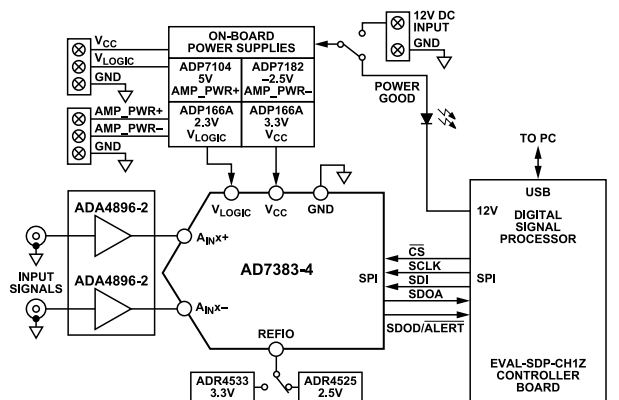 12V DC
INPUT
GND
ON-BOARD
POWER SUPPLIES
VCC
VLOGIC
GND
ADP7104
5V
AMP_PWR+
ADP7182
–2.5V
AMP_PWR–
POWER
GOOD
AMP_PWR+
AMP_PWR–
GND
ADP166A
2.3V
VLOGIC
ADP166A
3.3V
VCC
TO PC
USB
12V
DIGITAL
SIGNAL
PROCESSOR
VLOGIC
VCC
GND
ADA4896-2
AINx+
INPUT
SIGNALS
ADA4896-2
AINx–
AD7383-4
SPI
CS
SCLK
SDI
SDOA
SDOD/ALERT
SPI
REFIO
ADR4533
3.3V
ADR4525
2.5V
EVAL-SDP-CH1Z
CONTROLLER
BOARD